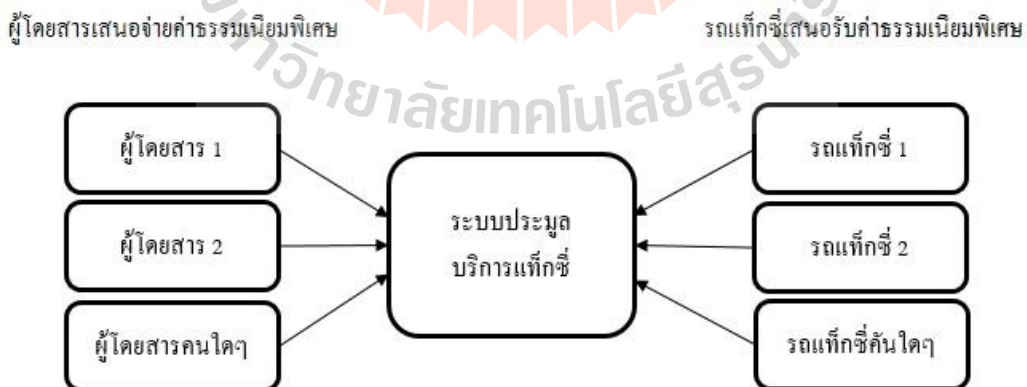 ผู้โดยสารเสนอจ่ายค่าธรรมเนียมพิเศษ
รถแท็กซี่เสนอรับค่าธรรมเนียมพิเศษ
ผู้โดยสาร 1
ผู้โดยสาร 2
ผู้โดยสารคนใดๆ
ระบบประมูล
บริการแท็กซี่
รถแท็กซี่ 1
รถแท็กซี่ 2
รถแท็กซี่คันใดๆ